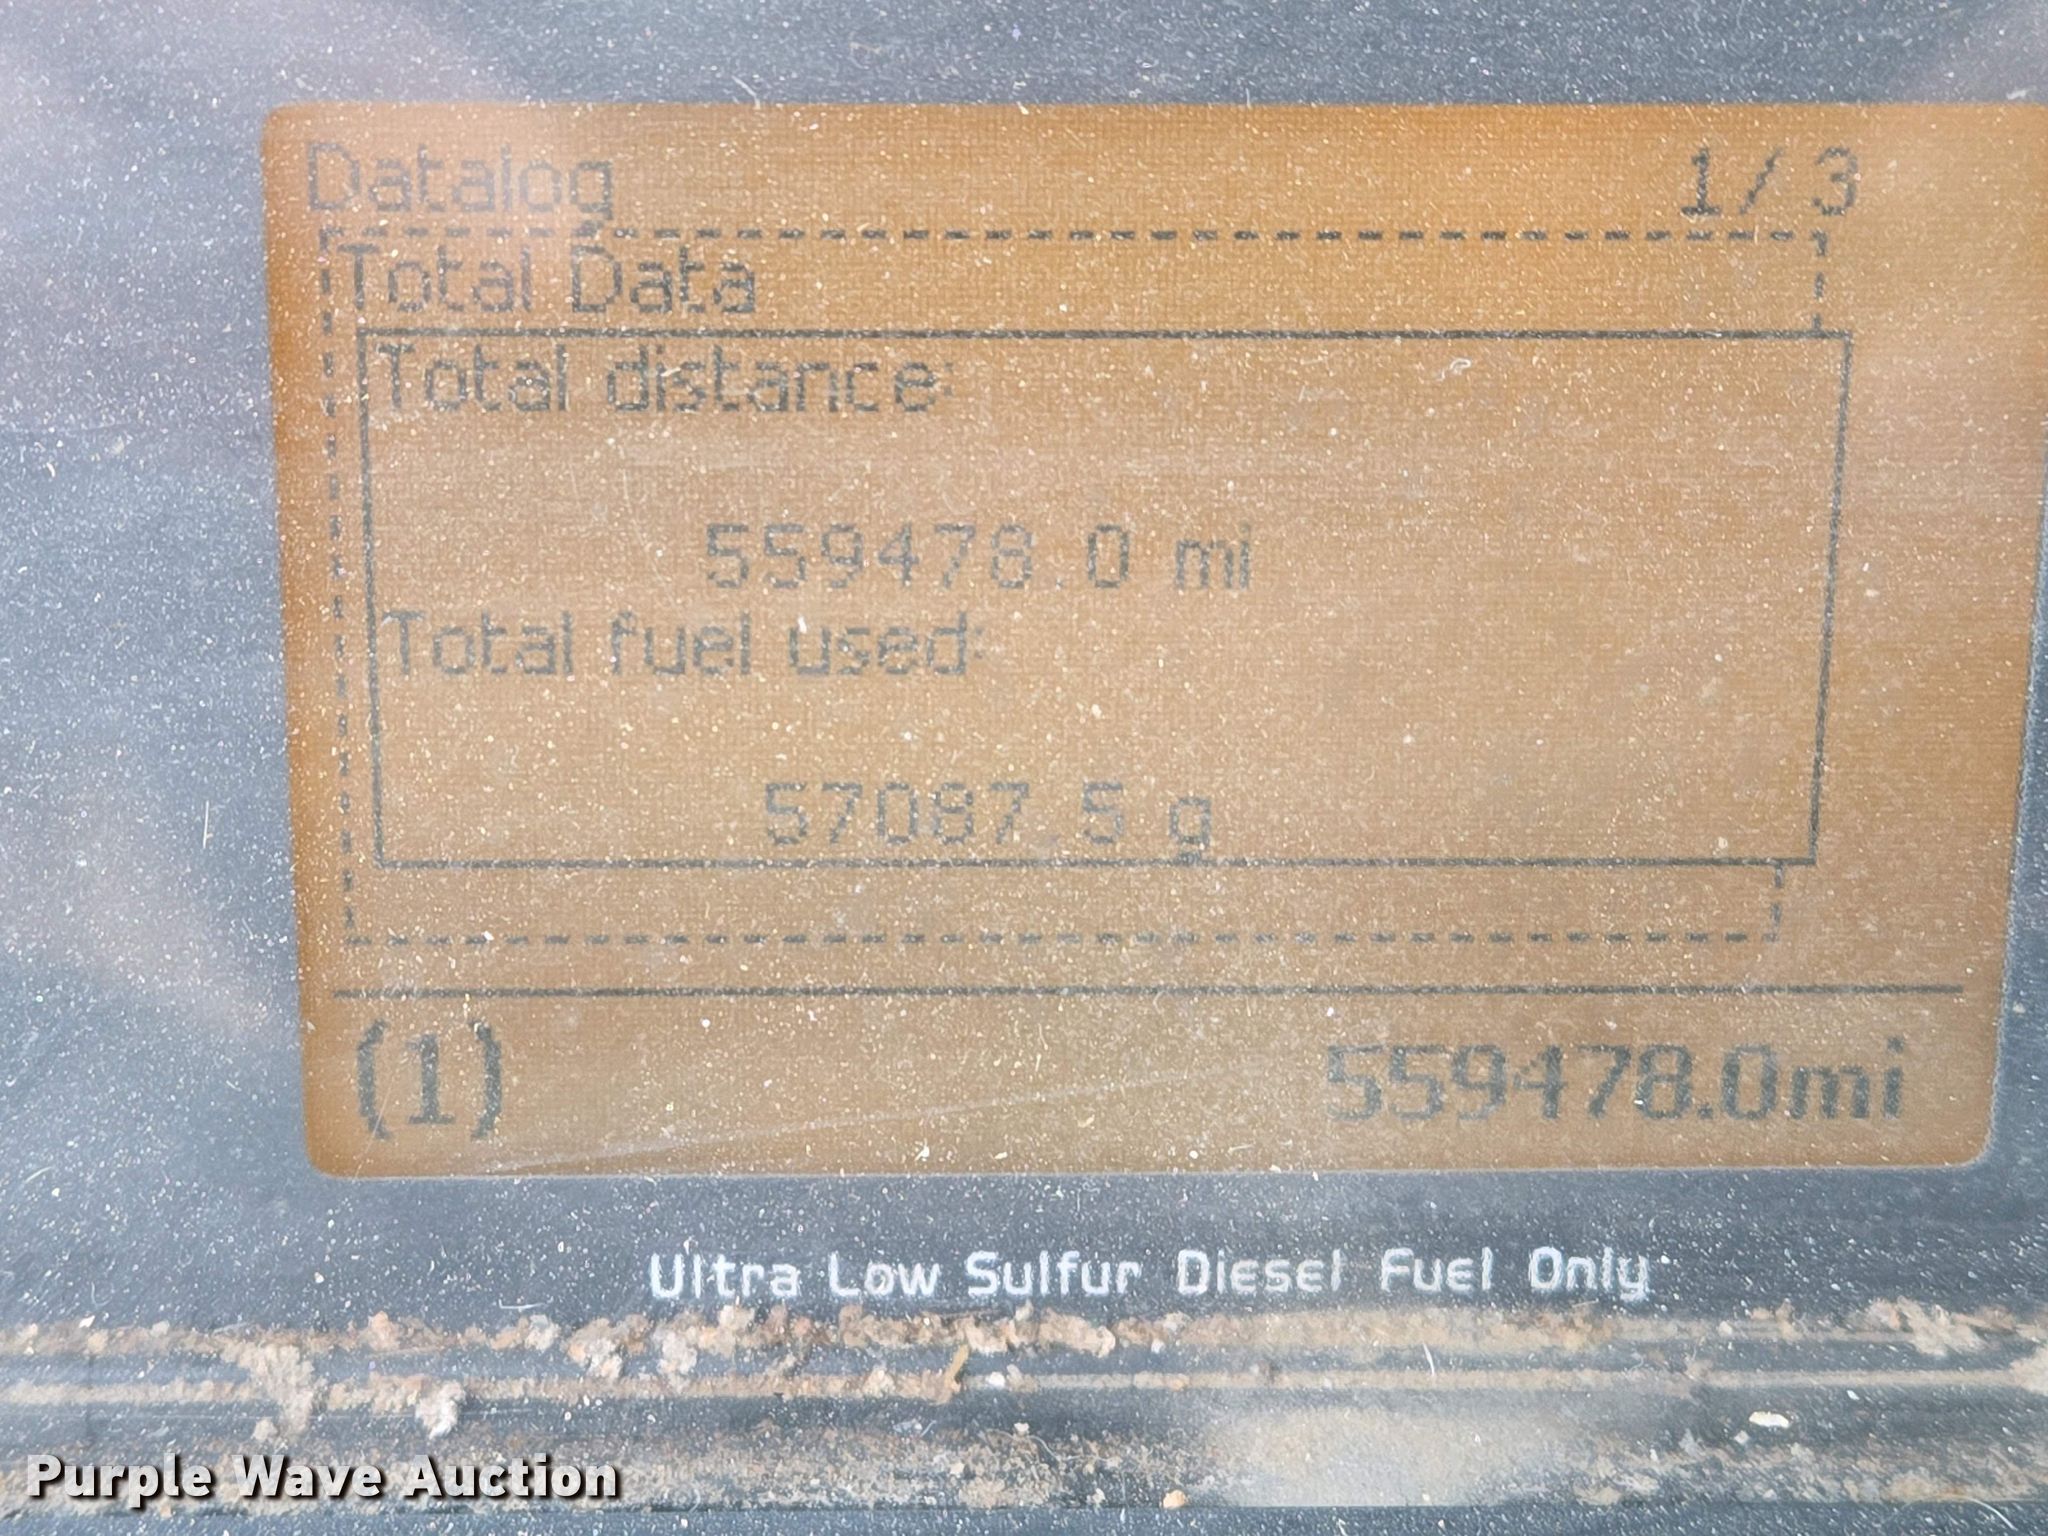 Datalog 1/ 3
Total Data
Total distance:
559478.0 mi
Total fuel used:
57087.5 g
(1) 559478.0mi
Ultra Low Sulfur Diesel Fuel Only
Purple Wave Auction